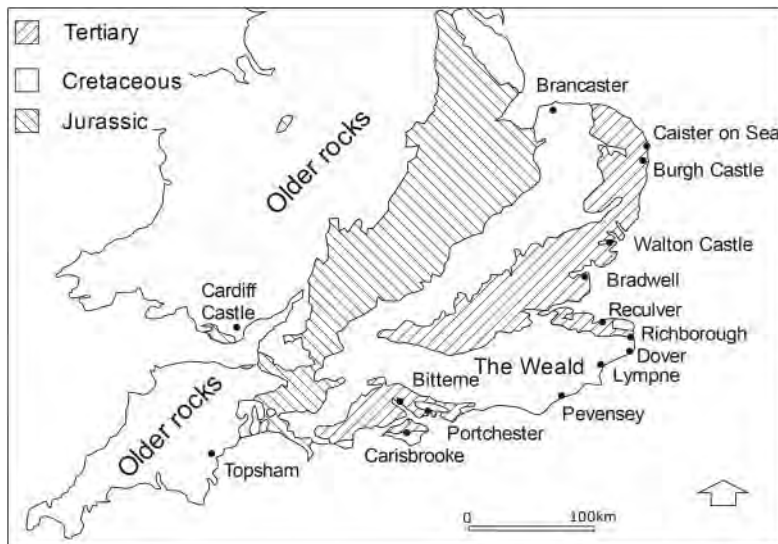 Tertiary
Cretaceous
Jurassic
Older rocks
Brancaster
Caister on Sea
Burgh Castle
Walton Castle
Bradwell
Cardiff
Castle
Reculver
Richborough
The Weald
Dover
Lympne
Older rocks
Bitterne
Pevensey
Portchester
Carisbrooke
Topsham
0 100km